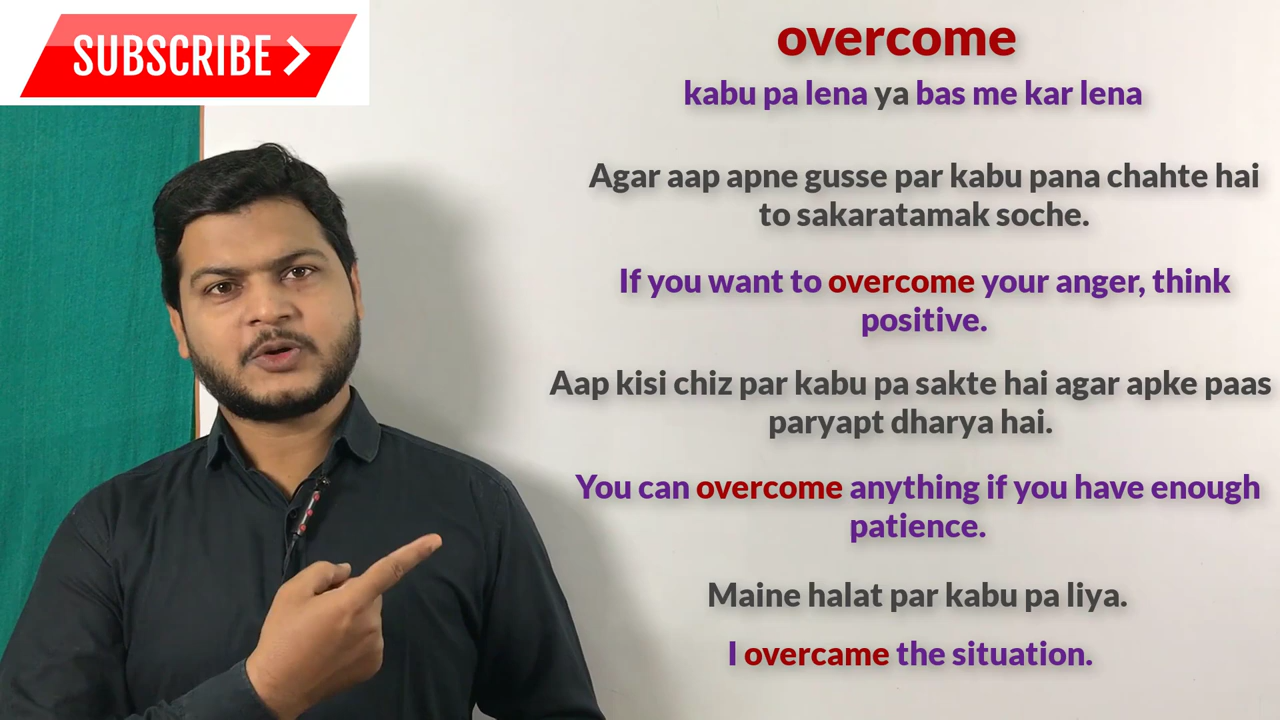 SUBSCRIBE
overcome
kabu pa lena ya bas me kar lena
Agar aap apne gusse par kabu pana chahte hai
to sakaratamak soche.
If you want to overcome your anger, think
positive.
Aap kisi chiz par kabu pa sakte hai agar apke paas
paryapt dharya hai.
You can overcome anything if you have enough
patience.
Maine halat par kabu pa liya.
I overcame the situation.